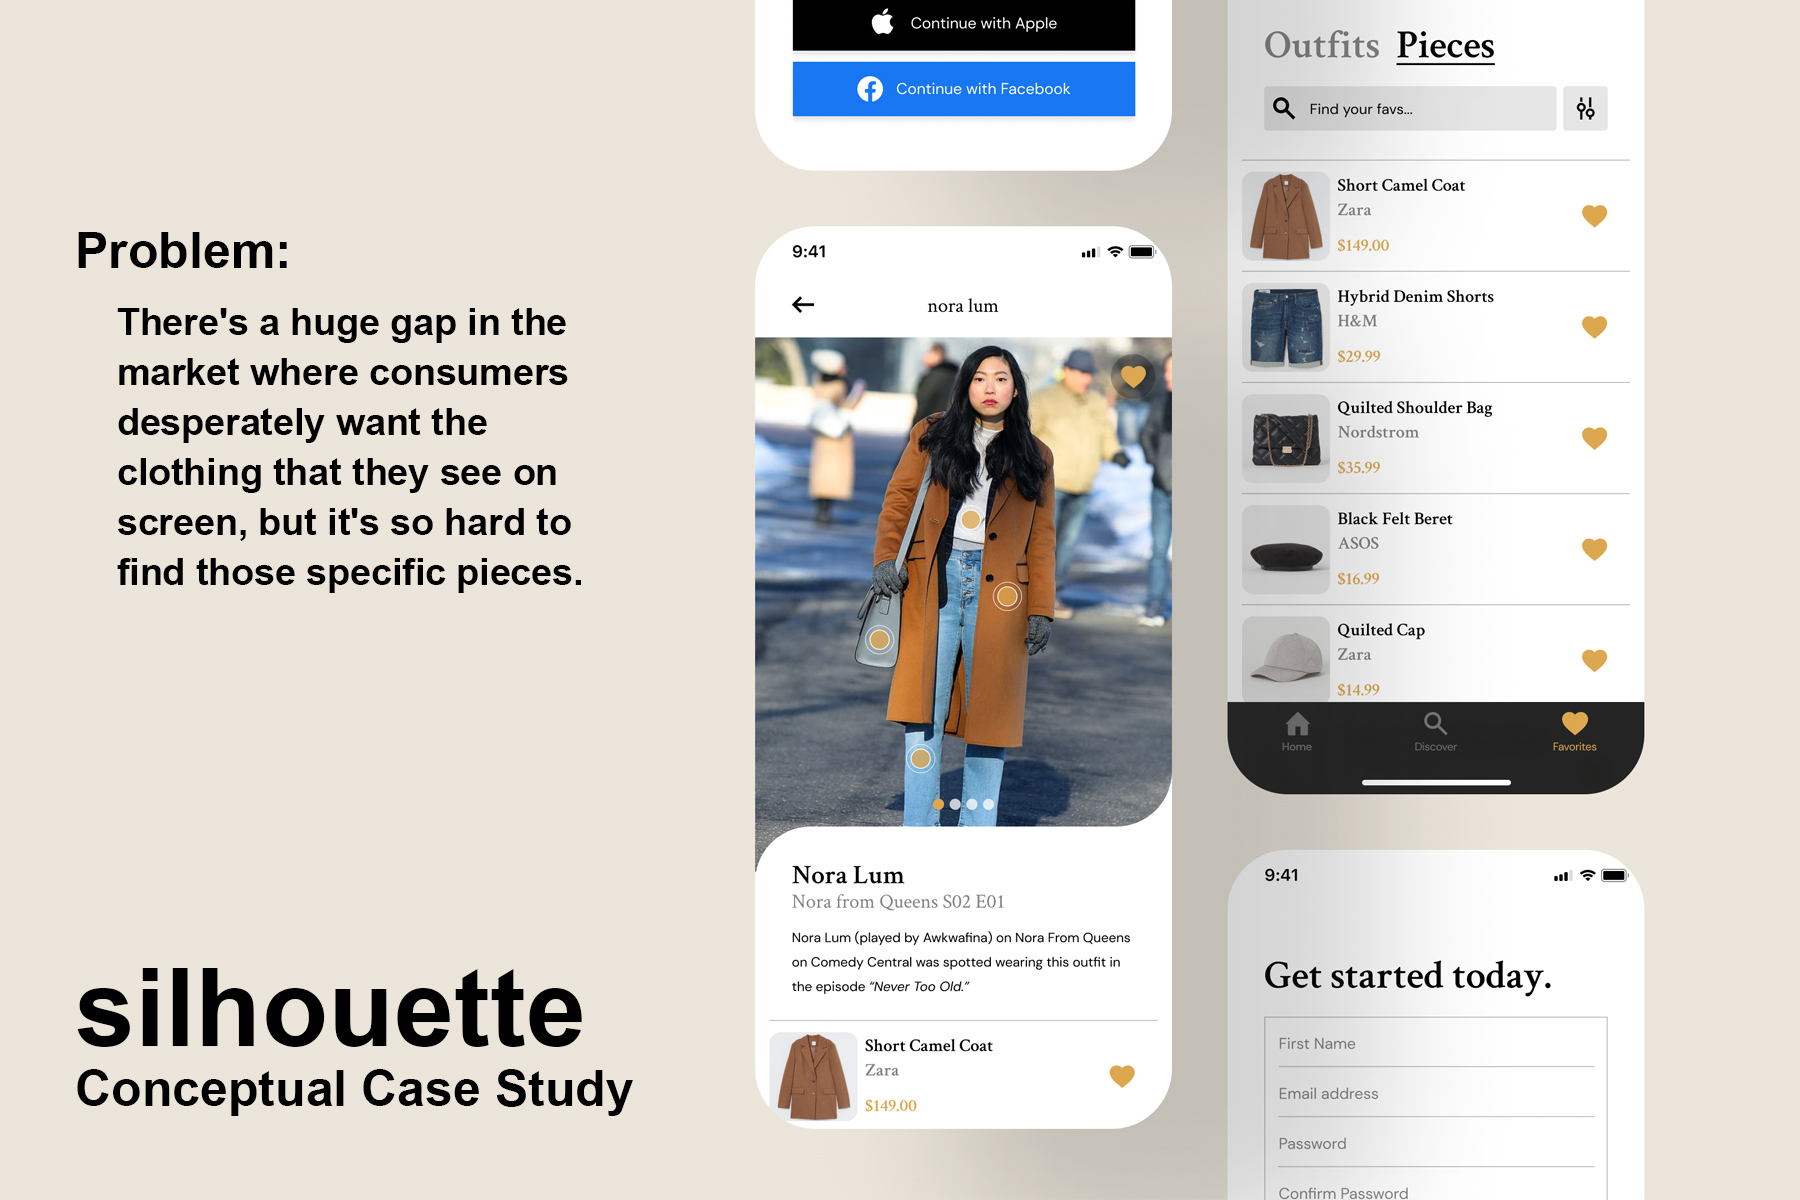 Problem:
There's a huge gap in the
market where consumers
desperately want the
clothing that they see on
screen, but it's so hard to
find those specific pieces.
silhouette
Conceptual Case Study
Continue with Apple
Continue with Facebook
9:41
nora lum
Nora Lum
Nora from Queens S02 E01
Nora Lum (played by Awkwafina) on Nora From Queens
on Comedy Central was spotted wearing this outfit in
the episode “Never Too Old.”
Short Camel Coat
Zara
$149.00
Outfits Pieces
Find your favs...
Short Camel Coat
Zara
$149.00
Hybrid Denim Shorts
H&M
$29.99
Quilted Shoulder Bag
Nordstrom
$35.99
Black Felt Beret
ASOS
$16.99
Quilted Cap
Zara
$14.99
Home Discover Favorites
9:41
Get started today.
First Name
Email address
Password
Confirm Password